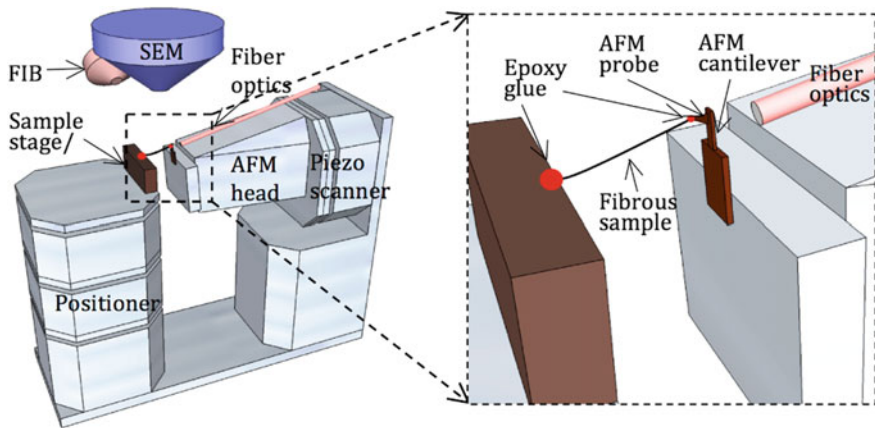 SEM
FIB
Fiber
optics
Sample
stage/
AFM
head
Piezo
scanner
Positioner
Epoxy
glue
AFM
probe
AFM
cantilever
Fiber
optics
Fibrous
sample